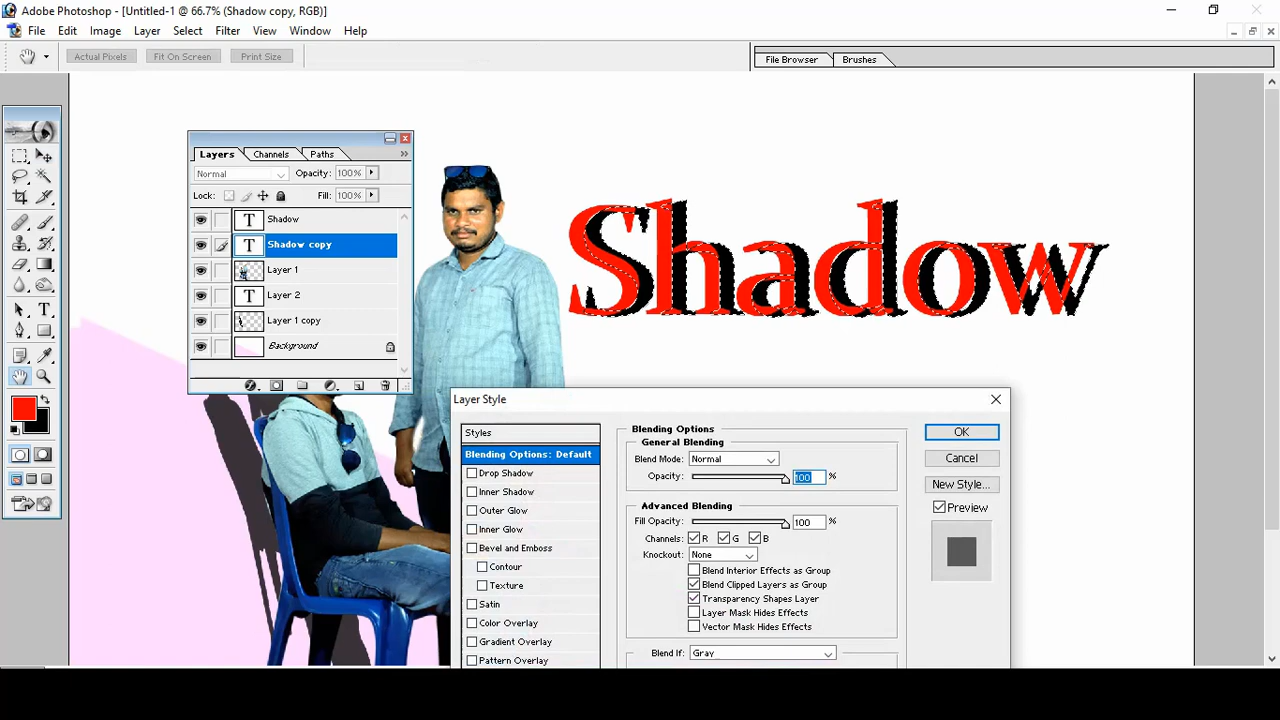 Adobe Photoshop - [Untitled-1 @ 66.7% (Shadow copy, RGB)]
File Edit Image Layer Select Filter View Window Help
Actual Pixels Fit On Screen Print Size
File Browser Brushes
Layers Channels Paths
Normal Opacity: 100%
Lock: Fill: 100%
T Shadow
T Shadow copy
Layer 1
T Layer 2
Layer 1 copy
Background
Shadow
Layer Style
Styles
Blending Options: Default
Drop Shadow
Inner Shadow
Outer Glow
Inner Glow
Bevel and Emboss
Contour
Texture
Satin
Color Overlay
Gradient Overlay
Pattern Overlay
Blending Options
General Blending
Blend Mode: Normal
Opacity: 100 %
Advanced Blending
Fill Opacity: 100 %
Channels: R G B
Knockout: None
Blend Interior Effects as Group
Blend Clipped Layers as Group
Transparency Shapes Layer
Layer Mask Hides Effects
Vector Mask Hides Effects
Blend If: Gray
OK
Cancel
New Style...
Preview